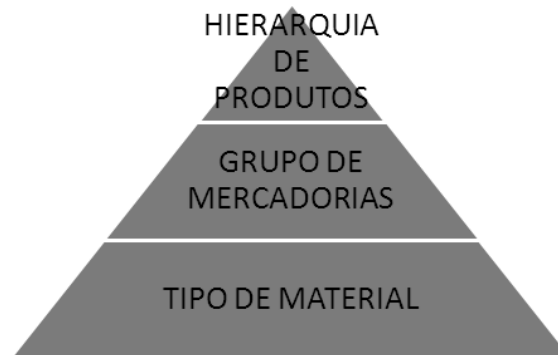 HIERARQUIA
DE
PRODUTOS
GRUPO DE
MERCADORIAS
TIPO DE MATERIAL